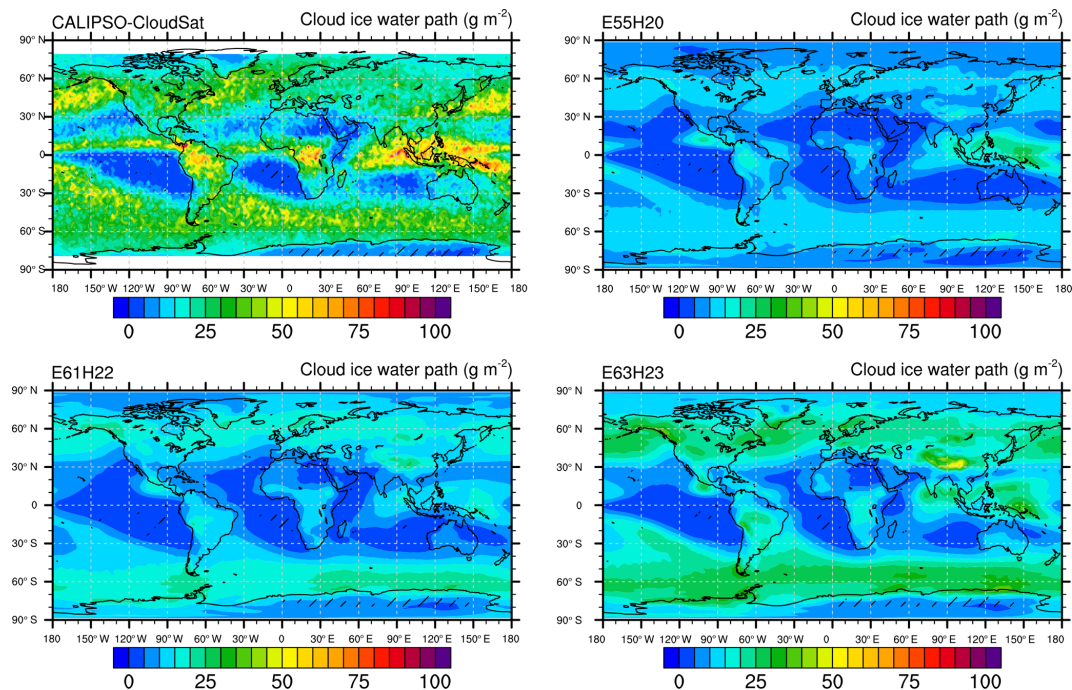 CALIPSO-CloudSat Cloud ice water path (g m-2)
90° N
60° N
30° N
0
30° S
60° S
90° S
180 150°W 120°W 90°W 60°W 30°W 0 30°E 60°E 90°E 120°E 150°E 180
0 25 50 75 100
E55H20 Cloud ice water path (g m-2)
90° N
60° N
30° N
0
30° S
60° S
90° S
180 150°W 120°W 90°W 60°W 30°W 0 30°E 60°E 90°E 120°E 150°E 180
0 25 50 75 100
E61H22 Cloud ice water path (g m-2)
90° N
60° N
30° N
0
30° S
60° S
90° S
180 150°W 120°W 90°W 60°W 30°W 0 30°E 60°E 90°E 120°E 150°E 180
0 25 50 75 100
E63H23 Cloud ice water path (g m-2)
90° N
60° N
30° N
0
30° S
60° S
90° S
180 150°W 120°W 90°W 60°W 30°W 0 30°E 60°E 90°E 120°E 150°E 180
0 25 50 75 100